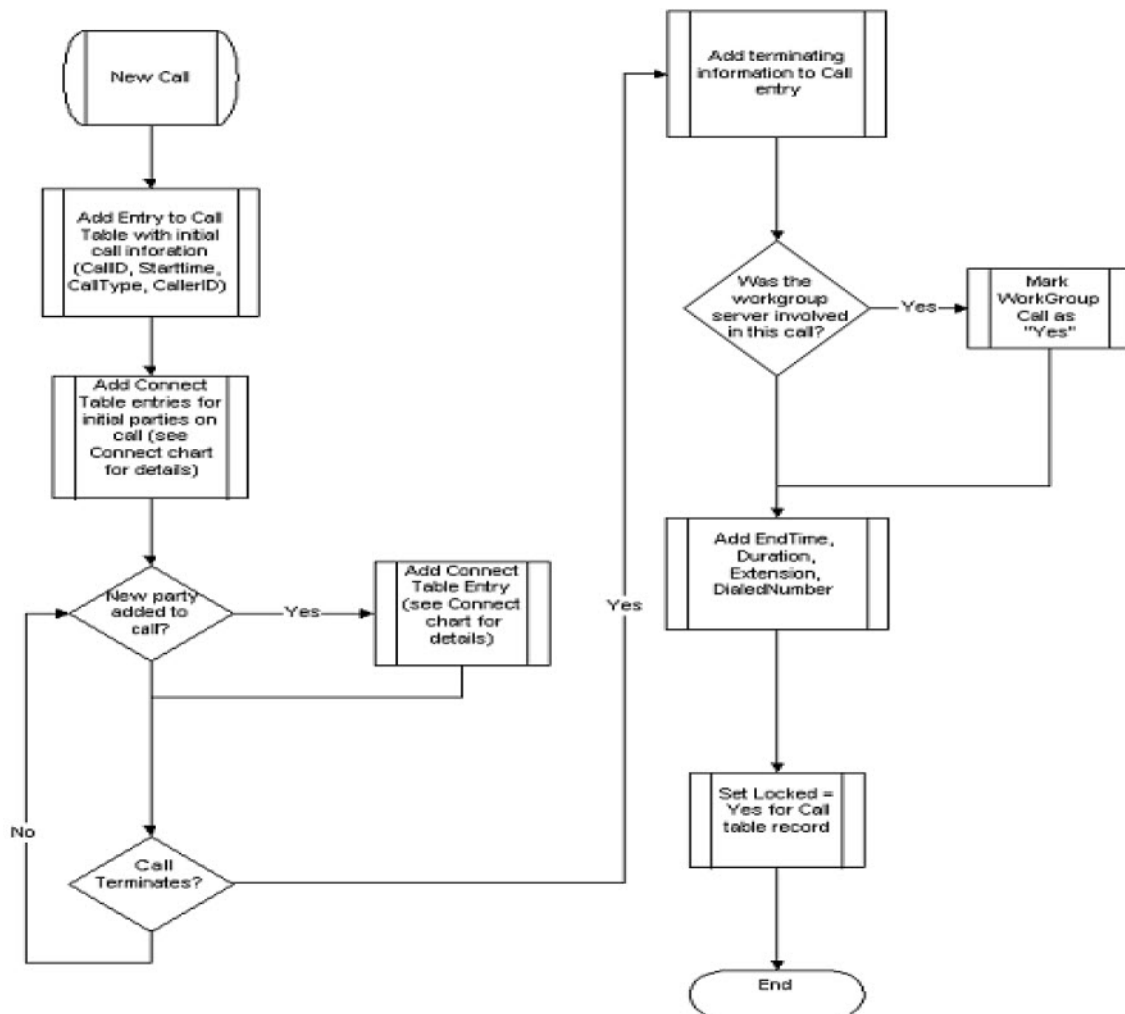 New Call
Add Entry to Call
Table with initial
call inforation
(CallID, Starttime,
CallType, CallerID)
Add Connect
Table entries for
initial parties on
call (see
Connect chart
for details)
New party
added to
call?
Yes
Add Connect
Table Entry
(see Connect
chart for
details)
No
Call
Terminates?
Yes
Add terminating
information to Call
entry
Was the
workgroup
server involved
in this call?
Yes
Mark
WorkGroup
Call as
"Yes"
Add EndTime,
Duration,
Extension,
DialedNumber
Set Locked =
Yes for Call
table record
End